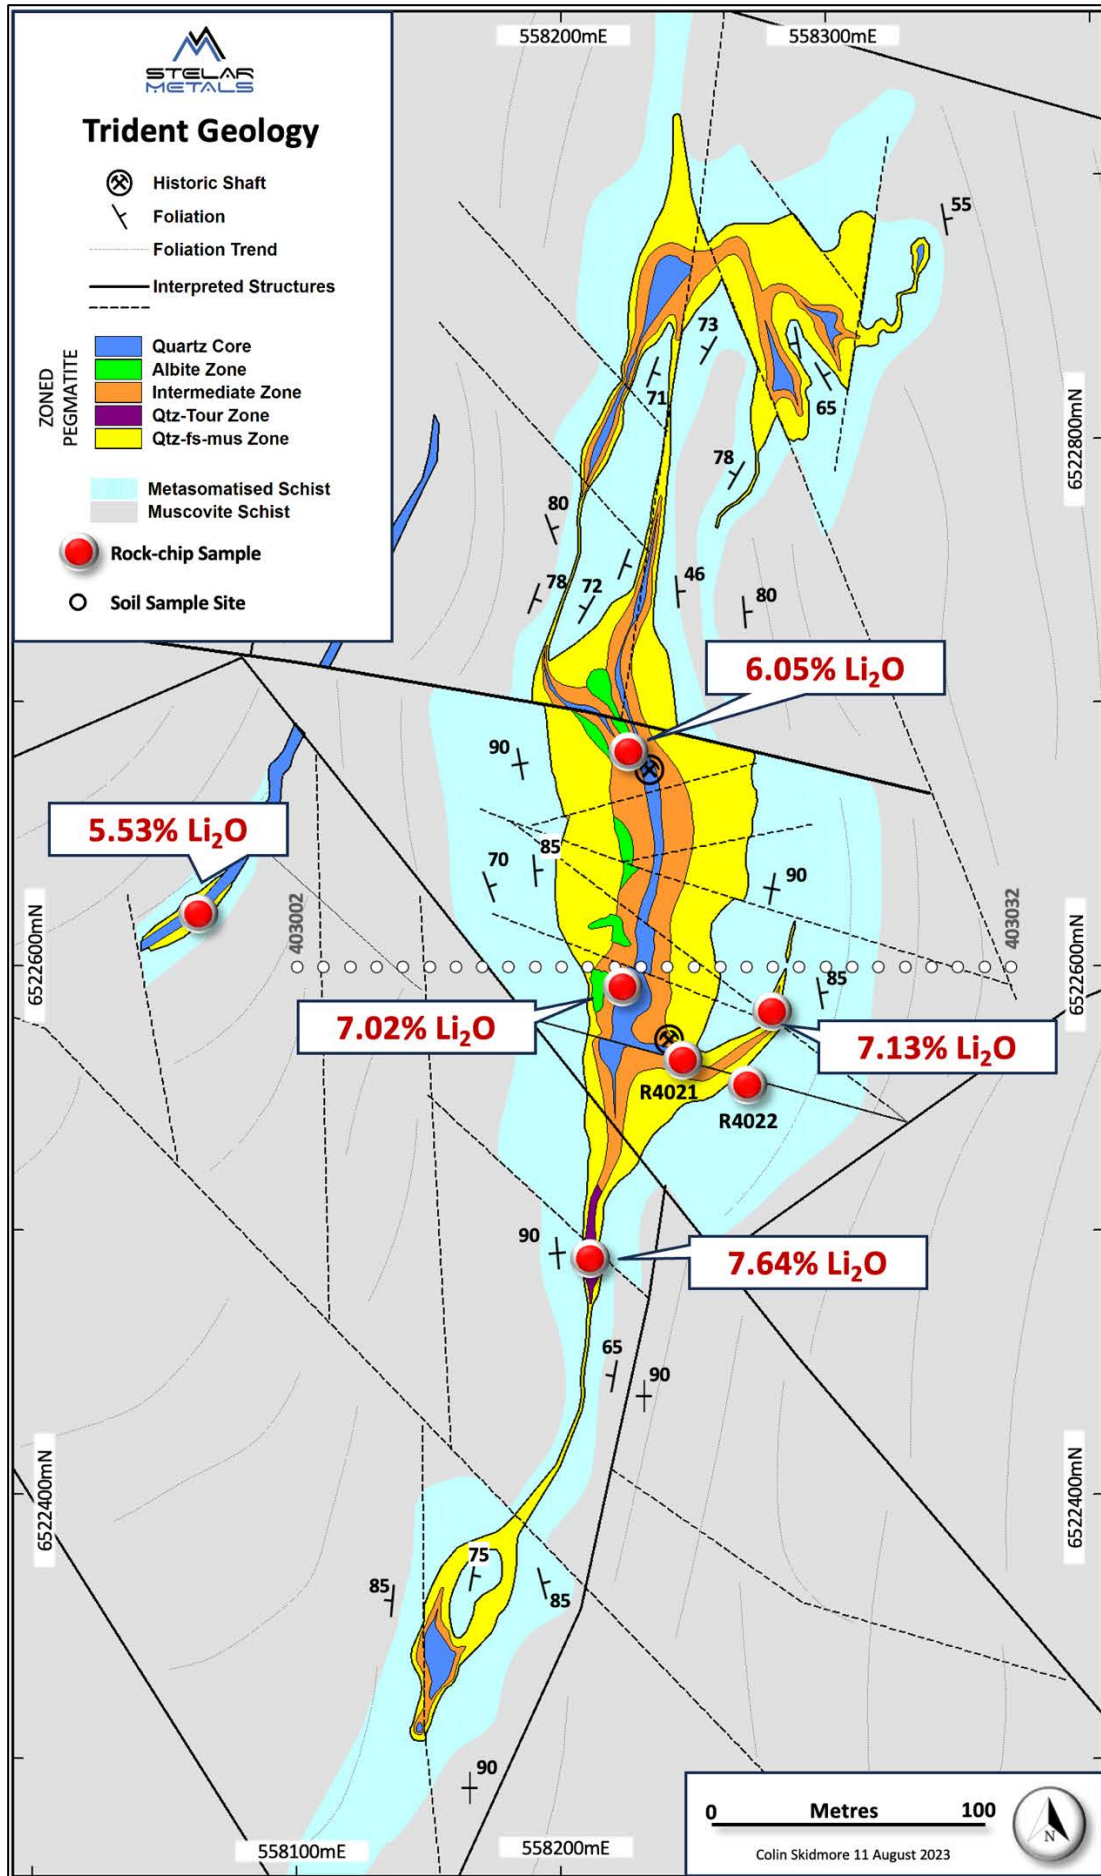 558200mE
558300mE
STELAR
METALS
Trident Geology
Historic Shaft
Foliation
Foliation Trend
Interpreted Structures
ZONED
PEGMATITE
Quartz Core
Albite Zone
Intermediate Zone
Qtz-Tour Zone
Qtz-fs-mus Zone
Metasomatised Schist
Muscovite Schist
Rock-chip Sample
Soil Sample Site
55
73
71
65
6522800mN
78
80
78
72
46
80
6.05% Li₂O
90
5.53% Li₂O
85
70
90
403002
403032
6522600mN
6522600mN
85
7.02% Li₂O
7.13% Li₂O
R4021
R4022
90
7.64% Li₂O
65
90
6522400mN
6522400mN
75
85
85
90
558100mE
558200mE
0 Metres 100
Colin Skidmore 11 August 2023
N